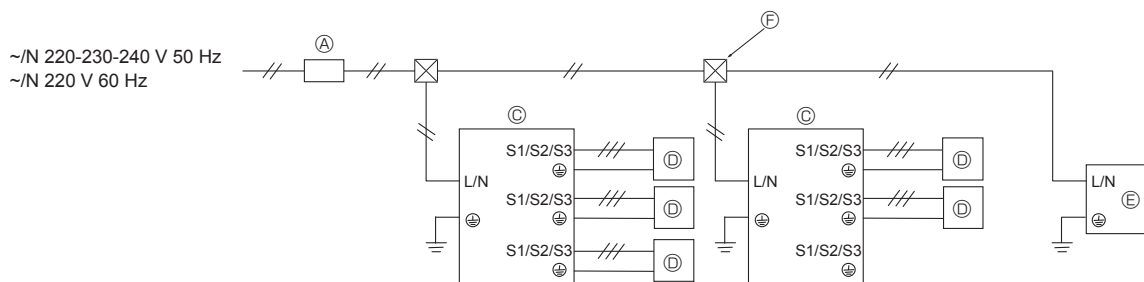 Ⓕ
~/N 220-230-240 V 50 Hz
~/N 220 V 60 Hz
Ⓐ
Ⓒ
Ⓒ
S1/S2/S3
Ⓓ
S1/S2/S3
Ⓓ
L/N
L/N
L/N
Ⓔ
S1/S2/S3
Ⓓ
S1/S2/S3
Ⓓ
S1/S2/S3
Ⓓ
S1/S2/S3